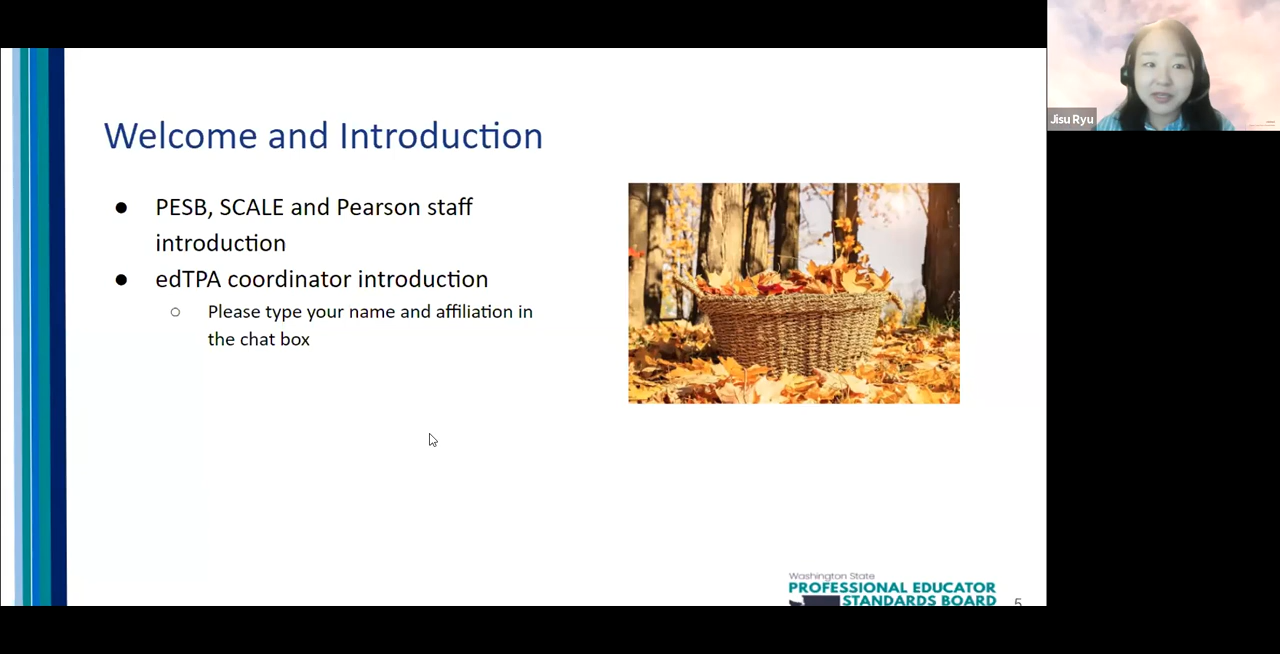 Welcome and Introduction
● PESB, SCALE and Pearson staff
introduction
● edTPA coordinator introduction
○ Please type your name and affiliation in
the chat box
Jisu Ryu
Washington State
PROFESSIONAL EDUCATOR
STANDARDS BOARD
5